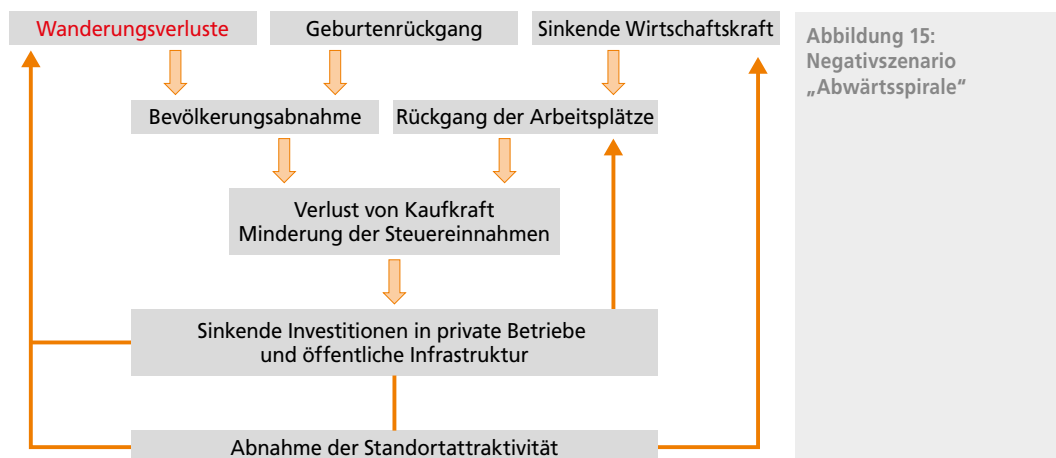 Wanderungsverluste
Geburtenrückgang
Sinkende Wirtschaftskraft
Bevölkerungsabnahme
Rückgang der Arbeitsplätze
Verlust von Kaufkraft
Minderung der Steuereinnahmen
Sinkende Investitionen in private Betriebe
und öffentliche Infrastruktur
Abnahme der Standortattraktivität
Abbildung 15:
Negativszenario
„Abwärtsspirale“